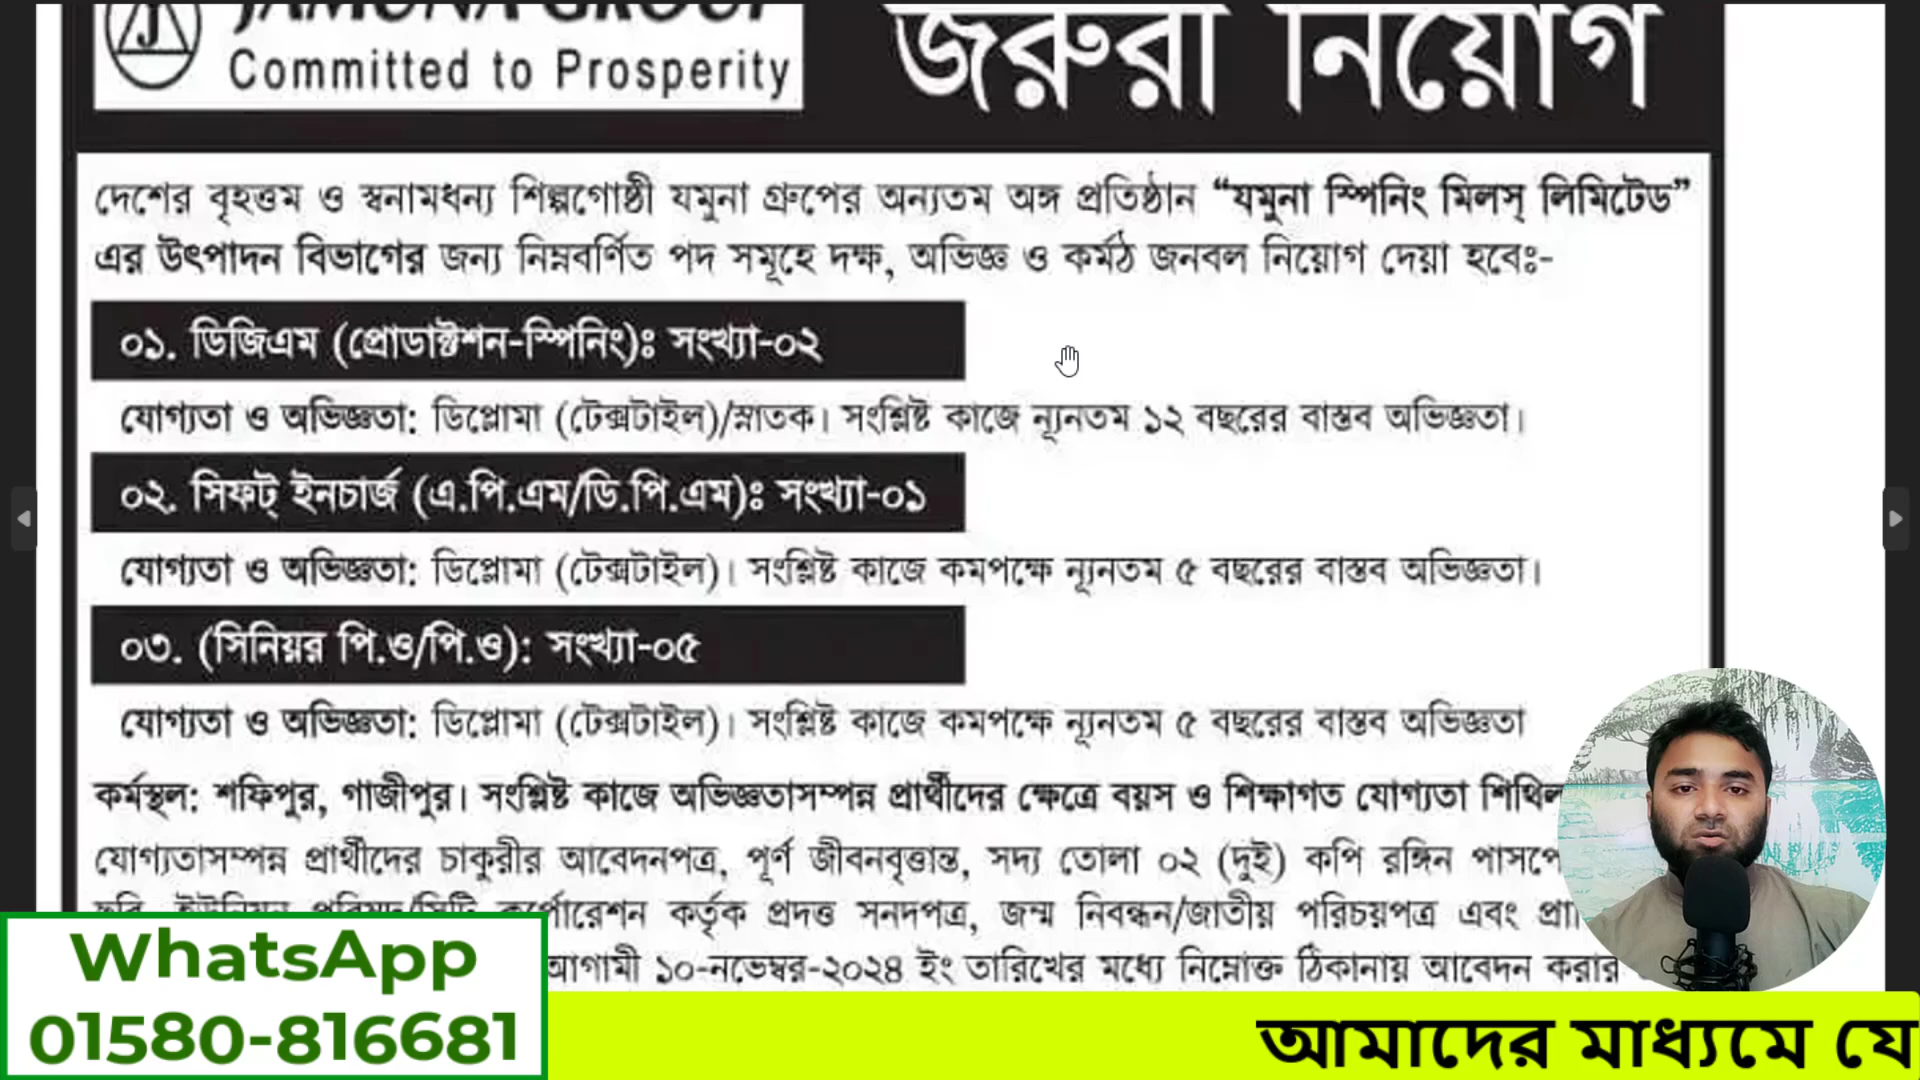 JAMUNA GROUP
Committed to Prosperity
জরুরী নিয়োগ
দেশের বৃহত্তম ও স্বনামধন্য শিল্পগোষ্ঠী যমুনা গ্রুপের অন্যতম অঙ্গ প্রতিষ্ঠান “যমুনা স্পিনিং মিলস্ লিমিটেড”
এর উৎপাদন বিভাগের জন্য নিম্নবর্ণিত পদ সমূহে দক্ষ, অভিজ্ঞ ও কর্মঠ জনবল নিয়োগ দেয়া হবেঃ-
০১. ডিজিএম (প্রোডাক্টশন-স্পিনিং)ঃ সংখ্যা-০২
যোগ্যতা ও অভিজ্ঞতা: ডিপ্লোমা (টেক্সটাইল)/স্নাতক। সংশ্লিষ্ট কাজে ন্যূনতম ১২ বছরের বাস্তব অভিজ্ঞতা।
০২. সিফট্ ইনচার্জ (এ.পি.এম/ডি.পি.এম)ঃ সংখ্যা-০১
যোগ্যতা ও অভিজ্ঞতা: ডিপ্লোমা (টেক্সটাইল)। সংশ্লিষ্ট কাজে কমপক্ষে ন্যূনতম ৫ বছরের বাস্তব অভিজ্ঞতা।
০৩. (সিনিয়র পি.ও/পি.ও): সংখ্যা-০৫
যোগ্যতা ও অভিজ্ঞতা: ডিপ্লোমা (টেক্সটাইল)। সংশ্লিষ্ট কাজে কমপক্ষে ন্যূনতম ৫ বছরের বাস্তব অভিজ্ঞতা
কর্মস্থল: শফিপুর, গাজীপুর। সংশ্লিষ্ট কাজে অভিজ্ঞতাসম্পন্ন প্রার্থীদের ক্ষেত্রে বয়স ও শিক্ষাগত যোগ্যতা শিথিল
যোগ্যতাসম্পন্ন প্রার্থীদের চাকুরীর আবেদনপত্র, পূর্ণ জীবনবৃত্তান্ত, সদ্য তোলা ০২ (দুই) কপি রঙ্গিন পাসপো
কর্পোরেশন কর্তৃক প্রদত্ত সনদপত্র, জন্ম নিবন্ধন/জাতীয় পরিচয়পত্র এবং
আগামী ১০-নভেম্বর-২০২৪ ইং তারিখের মধ্যে নিম্নোক্ত ঠিকানায় আবেদন করার
WhatsApp
01580-816681
আমাদের মাধ্যমে যে